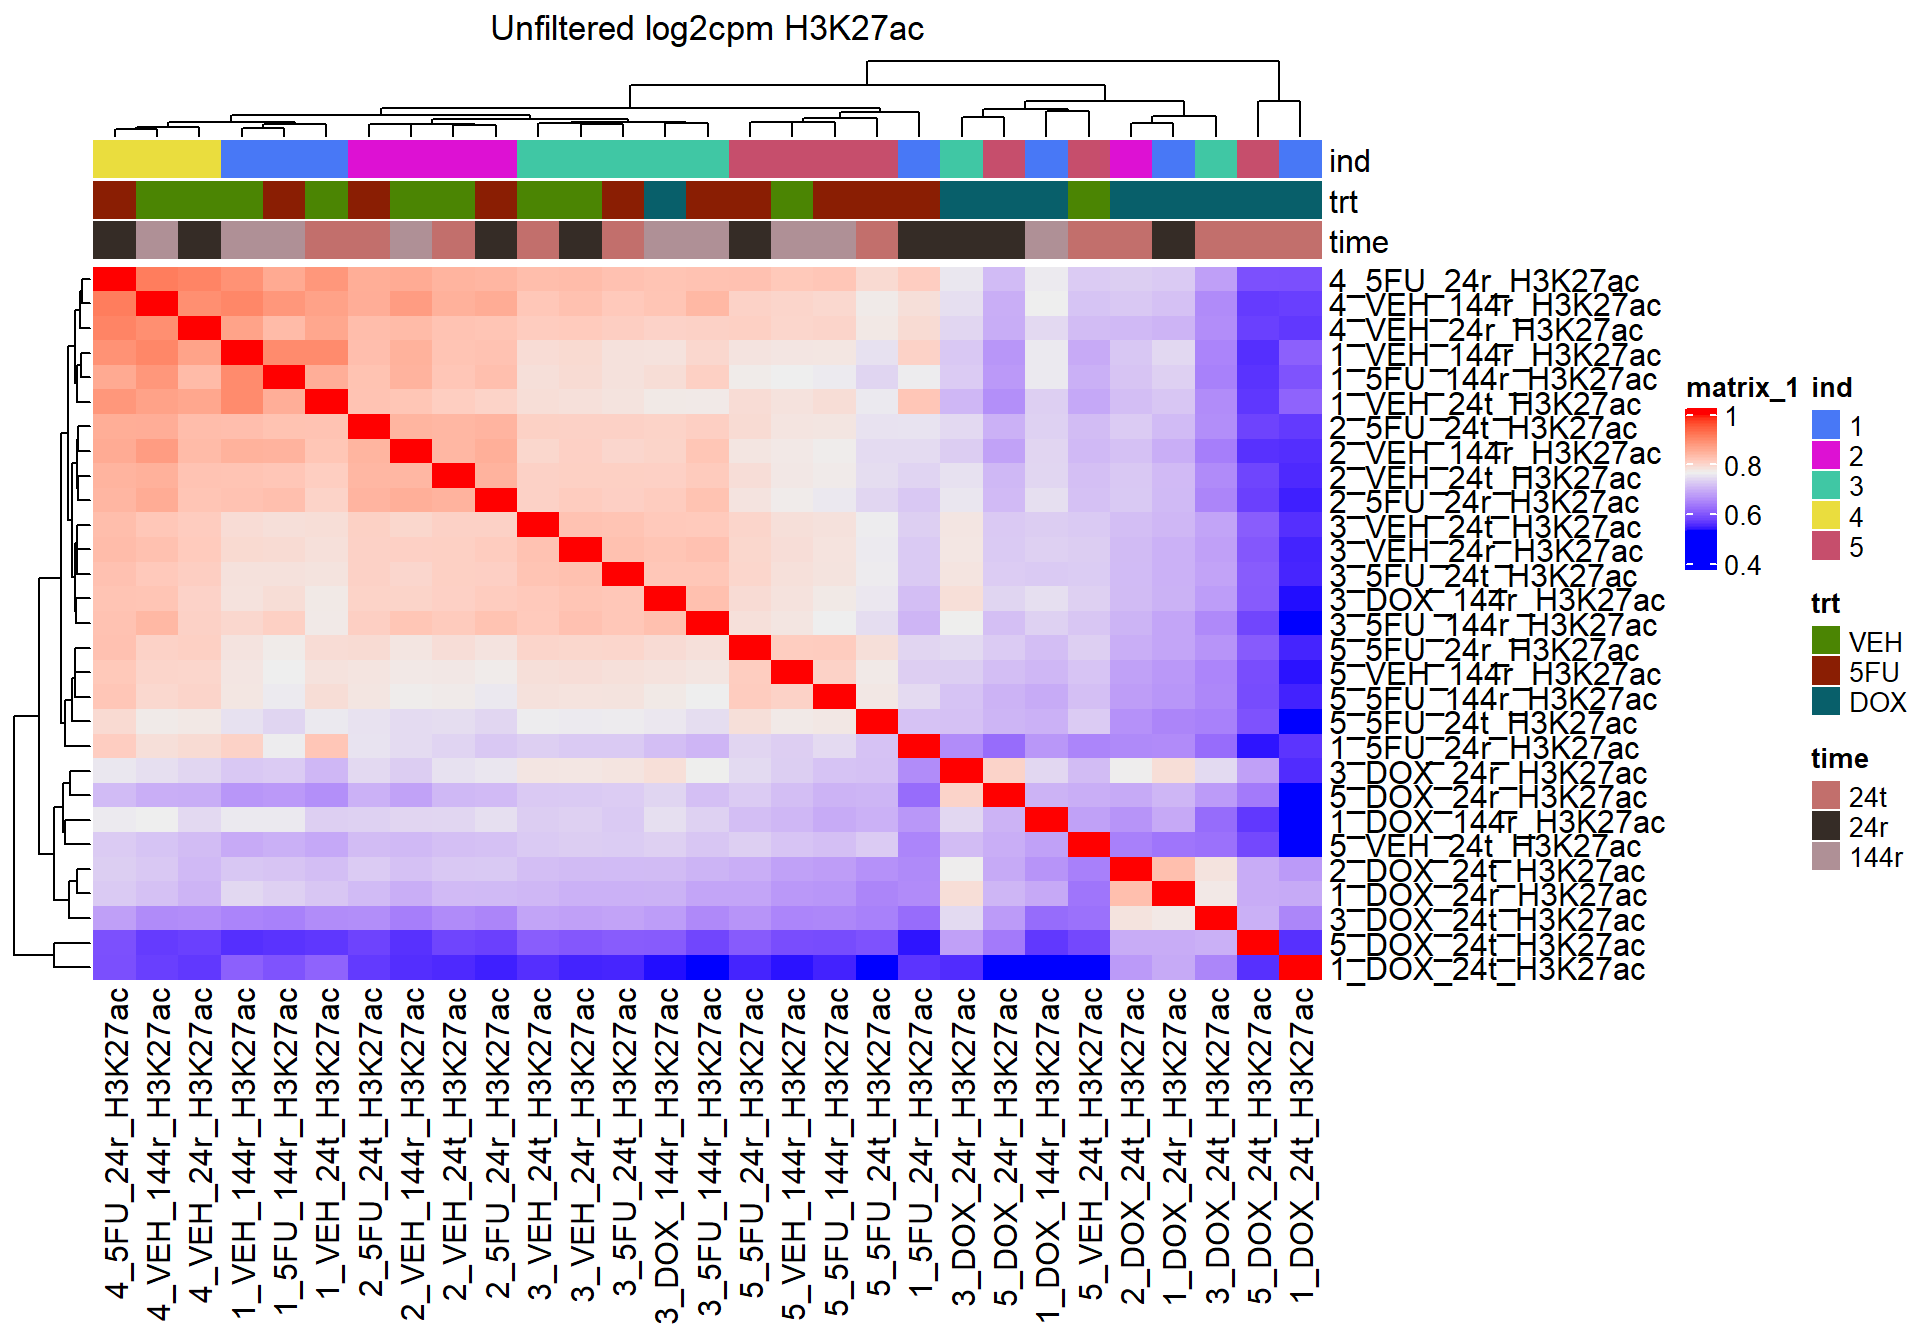 Unfiltered log2cpm H3K27ac
ind
trt
time
4_5FU_24r_H3K27ac
4_VEH_144r_H3K27ac
4_VEH_24r_H3K27ac
1_VEH_144r_H3K27ac
1_5FU_144r_H3K27ac
1_VEH_24t_H3K27ac
2_5FU_24t_H3K27ac
2_VEH_144r_H3K27ac
2_VEH_24t_H3K27ac
2_5FU_24r_H3K27ac
3_VEH_24t_H3K27ac
3_VEH_24r_H3K27ac
3_5FU_24t_H3K27ac
3_DOX_144r_H3K27ac
3_5FU_144r_H3K27ac
5_5FU_24r_H3K27ac
5_VEH_144r_H3K27ac
5_5FU_144r_H3K27ac
5_5FU_24t_H3K27ac
1_5FU_24r_H3K27ac
3_DOX_24r_H3K27ac
5_DOX_24r_H3K27ac
1_DOX_144r_H3K27ac
5_VEH_24t_H3K27ac
2_DOX_24t_H3K27ac
1_DOX_24r_H3K27ac
3_DOX_24t_H3K27ac
5_DOX_24t_H3K27ac
1_DOX_24t_H3K27ac
4_5FU_24r_H3K27ac
4_VEH_144r_H3K27ac
4_VEH_24r_H3K27ac
1_VEH_144r_H3K27ac
1_5FU_144r_H3K27ac
1_VEH_24t_H3K27ac
2_5FU_24t_H3K27ac
2_VEH_144r_H3K27ac
2_VEH_24t_H3K27ac
2_5FU_24r_H3K27ac
3_VEH_24t_H3K27ac
3_VEH_24r_H3K27ac
3_5FU_24t_H3K27ac
3_DOX_144r_H3K27ac
3_5FU_144r_H3K27ac
5_5FU_24r_H3K27ac
5_VEH_144r_H3K27ac
5_5FU_144r_H3K27ac
5_5FU_24t_H3K27ac
1_5FU_24r_H3K27ac
3_DOX_24r_H3K27ac
5_DOX_24r_H3K27ac
1_DOX_144r_H3K27ac
5_VEH_24t_H3K27ac
2_DOX_24t_H3K27ac
1_DOX_24r_H3K27ac
3_DOX_24t_H3K27ac
5_DOX_24t_H3K27ac
1_DOX_24t_H3K27ac
matrix_1
1
0.8
0.6
0.4
ind
1
2
3
4
5
trt
VEH
5FU
DOX
time
24t
24r
144r